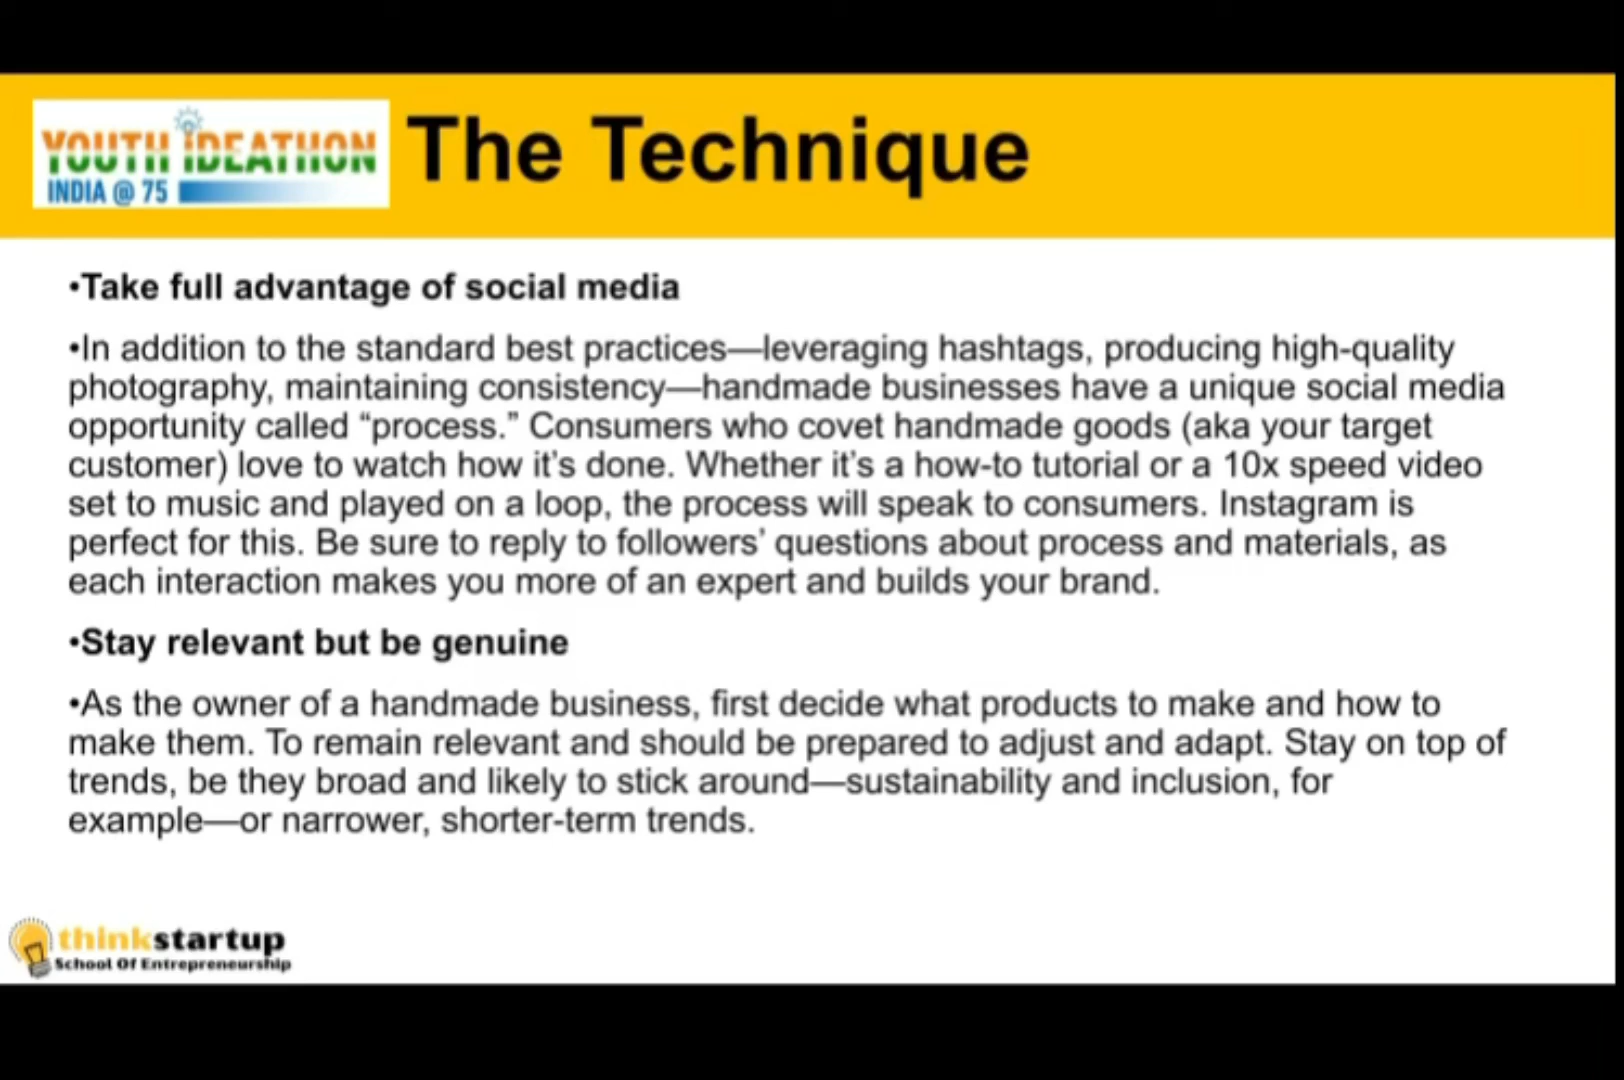 YOUTH IDEATHON
INDIA @ 75
The Technique
•Take full advantage of social media
•In addition to the standard best practices—leveraging hashtags, producing high-quality
photography, maintaining consistency—handmade businesses have a unique social media
opportunity called “process.” Consumers who covet handmade goods (aka your target
customer) love to watch how it’s done. Whether it’s a how-to tutorial or a 10x speed video
set to music and played on a loop, the process will speak to consumers. Instagram is
perfect for this. Be sure to reply to followers’ questions about process and materials, as
each interaction makes you more of an expert and builds your brand.
•Stay relevant but be genuine
•As the owner of a handmade business, first decide what products to make and how to
make them. To remain relevant and should be prepared to adjust and adapt. Stay on top of
trends, be they broad and likely to stick around—sustainability and inclusion, for
example—or narrower, shorter-term trends.
thinkstartup
School Of Entrepreneurship